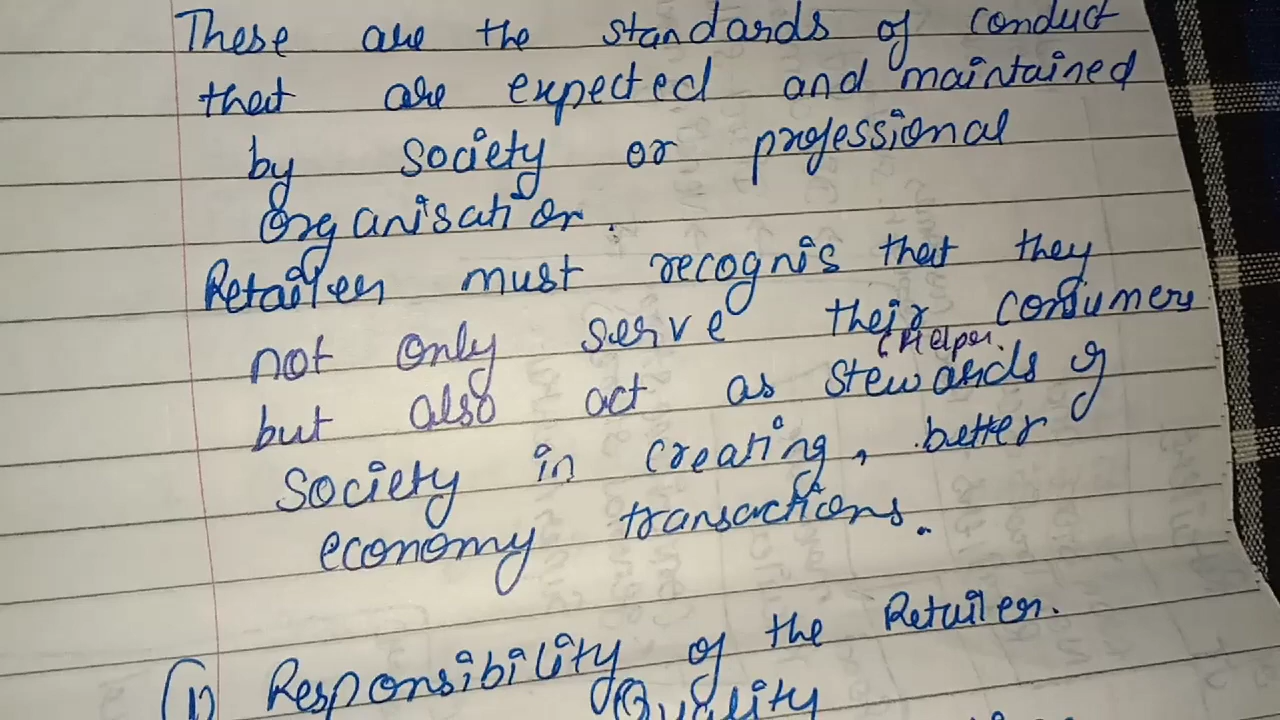 These are the standards of conduct
that are expected and maintained
by society or professional
Organisation.
Retailer must recognis that they
not only serve their consumers
(Helper.
but also act as stewards of
Society in creating, better
economy transactions.
(1) Responsibility of the Retailer.
Quality